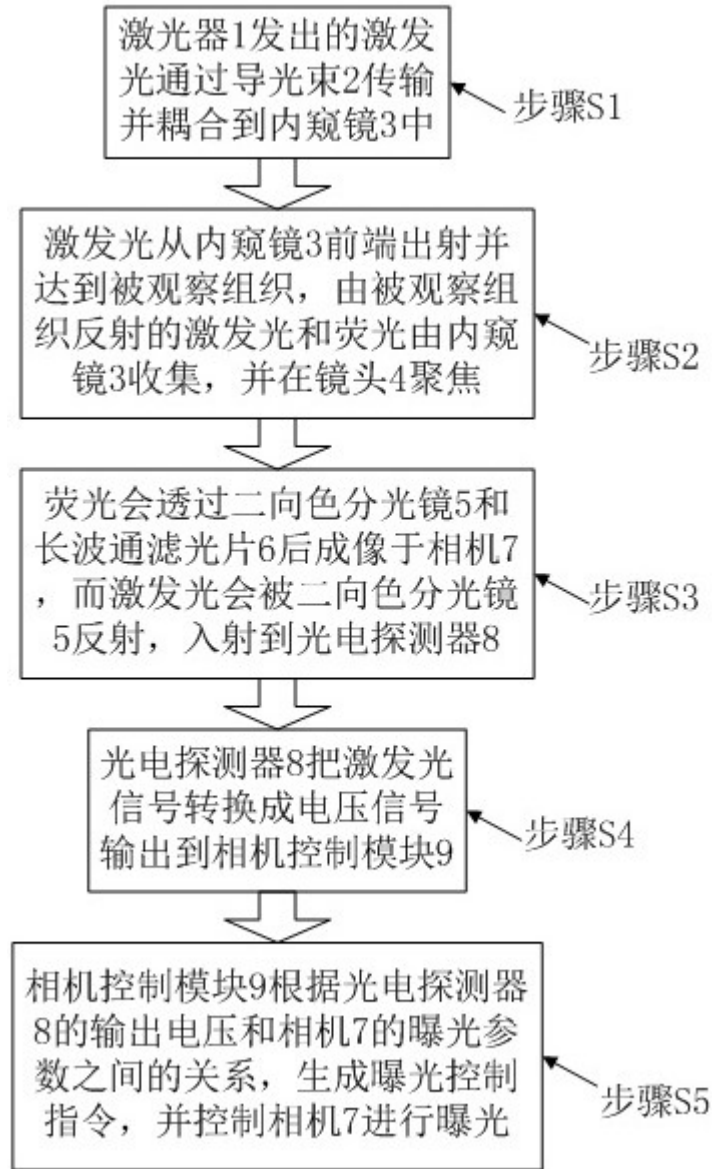 激光器1发出的激发
光通过导光束2传输
并耦合到内窥镜3中
步骤S1
激发光从内窥镜3前端出射并
达到被观察组织，由被观察组
织反射的激发光和荧光由内窥
镜3收集，并在镜头4聚焦
步骤S2
荧光会透过二向色分光镜5和
长波通滤光片6后成像于相机7
，而激发光会被二向色分光镜
5反射，入射到光电探测器8
步骤S3
光电探测器8把激发光
信号转换成电压信号
输出到相机控制模块9
步骤S4
相机控制模块9根据光电探测器
8的输出电压和相机7的曝光参
数之间的关系，生成曝光控制
指令，并控制相机7进行曝光
步骤S5